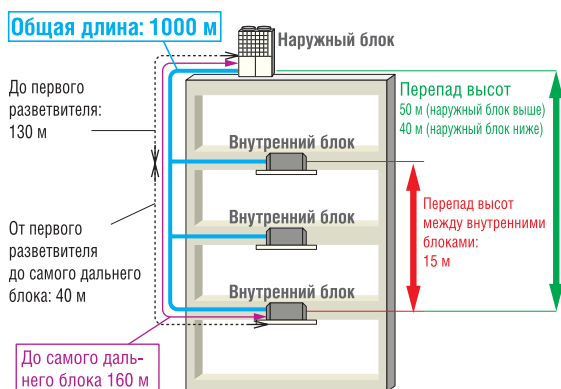 Общая длина: 1000 м
Наружный блок
До первого
разветвителя:
130 м
Перепад высот
50 м (наружный блок выше)
40 м (наружный блок ниже)
Внутренний блок
Перепад высот
между внутренними
блоками:
15 м
Внутренний блок
От первого
разветвителя
до самого дальнего
блока: 40 м
Внутренний блок
До самого даль-
него блока 160 м